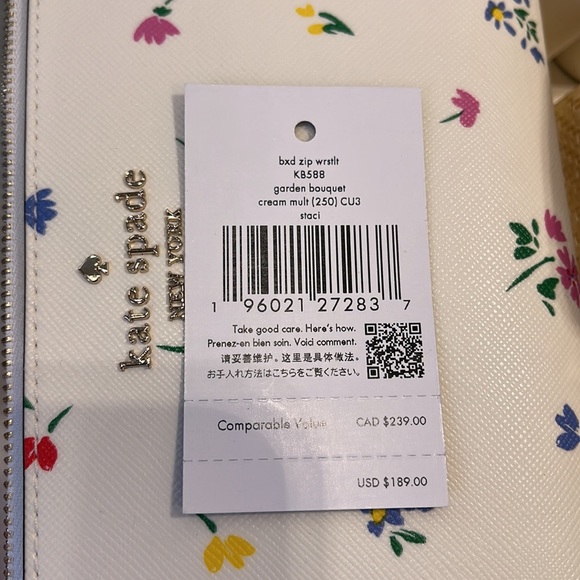 kate spade
NEW YORK
bxd zip wrstlt
KB588
garden bouquet
cream mult (250) CU3
staci
1 96021 27283 7
Take good care. Here's how.
Prenez-en bien soin. Voici comment.
请妥善维护。这里是具体做法。
お手入れ方法はこちらをご覧ください。
Comparable Value CAD $239.00
USD $189.00